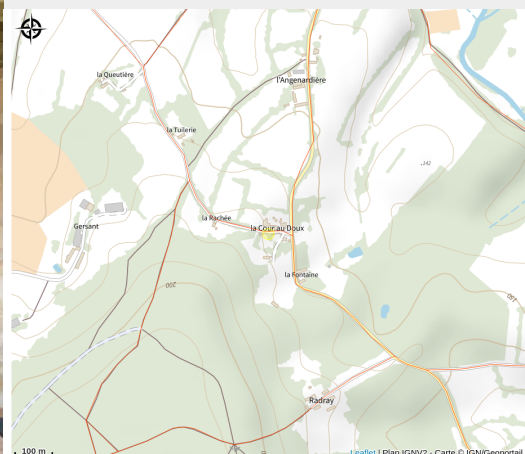 la Queutière
l'Angenardière
la Tuilerie
142
la Rachée
Gersant
la Cour au Doux
la Fontaine
200
160
Radray
100 m
Leaflet | Plan IGNV2 - Carte © IGN/Geoportail